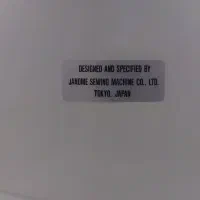 DESIGNED AND SPECIFIED BY
JANOME SEWING MACHINE CO., LTD.
TOKYO, JAPAN